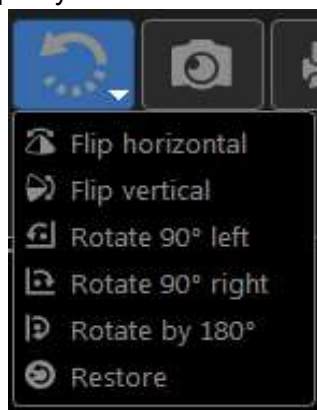 Flip horizontal
Flip vertical
Rotate 90° left
Rotate 90° right
Rotate by 180°
Restore